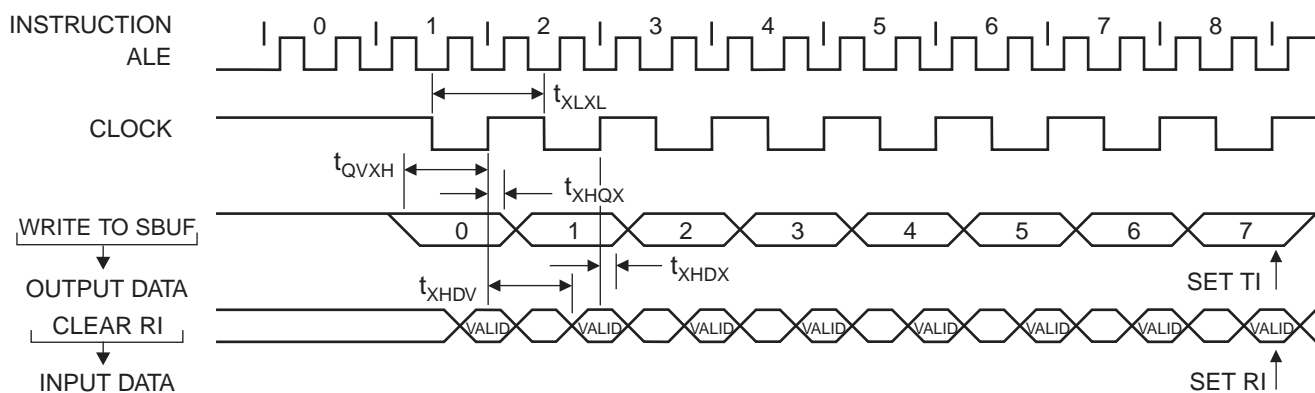 INSTRUCTION 0 1 2 3 4 5 6 7 8
ALE
tXLXL
CLOCK
tQVXH
tXHQX
WRITE TO SBUF 0 1 2 3 4 5 6 7
tXHDX
OUTPUT DATA SET TI
tXHDV
CLEAR RI VALID VALID VALID VALID VALID VALID VALID VALID
INPUT DATA SET RI